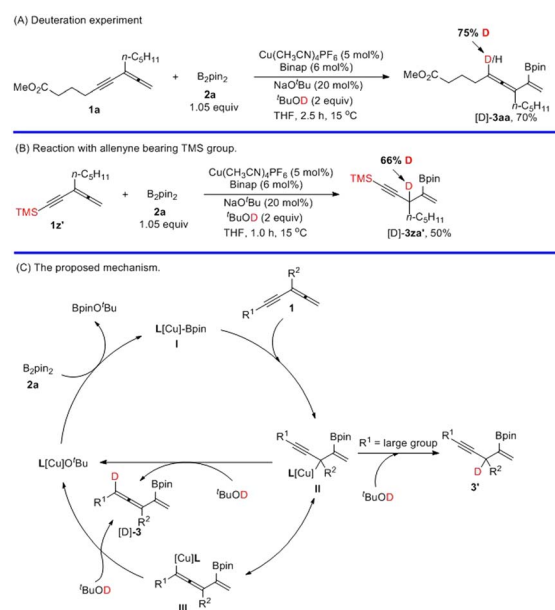 (A) Deuteration experiment
75% D
n-C5H11
Cu(CH3CN)4PF6 (5 mol%)
Binap (6 mol%)
D/H
Bpin
MeO2C
+
B2pin2
NaOtBu (20 mol%)
MeO2C
1a
2a
tBuOD (2 equiv)
n-C5H11
1.05 equiv
THF, 2.5 h, 15 oC
[D]-3aa, 70%
(B) Reaction with allenyne bearing TMS group.
66% D
n-C5H11
Cu(CH3CN)4PF6 (5 mol%)
Binap (6 mol%)
TMS
D
Bpin
TMS
+
B2pin2
NaOtBu (20 mol%)
1z'
2a
tBuOD (2 equiv)
n-C5H11
1.05 equiv
THF, 1.0 h, 15 oC
[D]-3za', 50%
(C) The proposed mechanism.
R2
BpinOtBu
R1
1
L[Cu]-Bpin
I
B2pin2
2a
R1
Bpin
R1 = large group
R1
Bpin
L[Cu]OtBu
L[Cu]
R2
D
R2
D
II
tBuOD
3'
R1
Bpin
tBuOD
R2
[D]-3
[Cu]L
Bpin
R1
tBuOD
R2
III